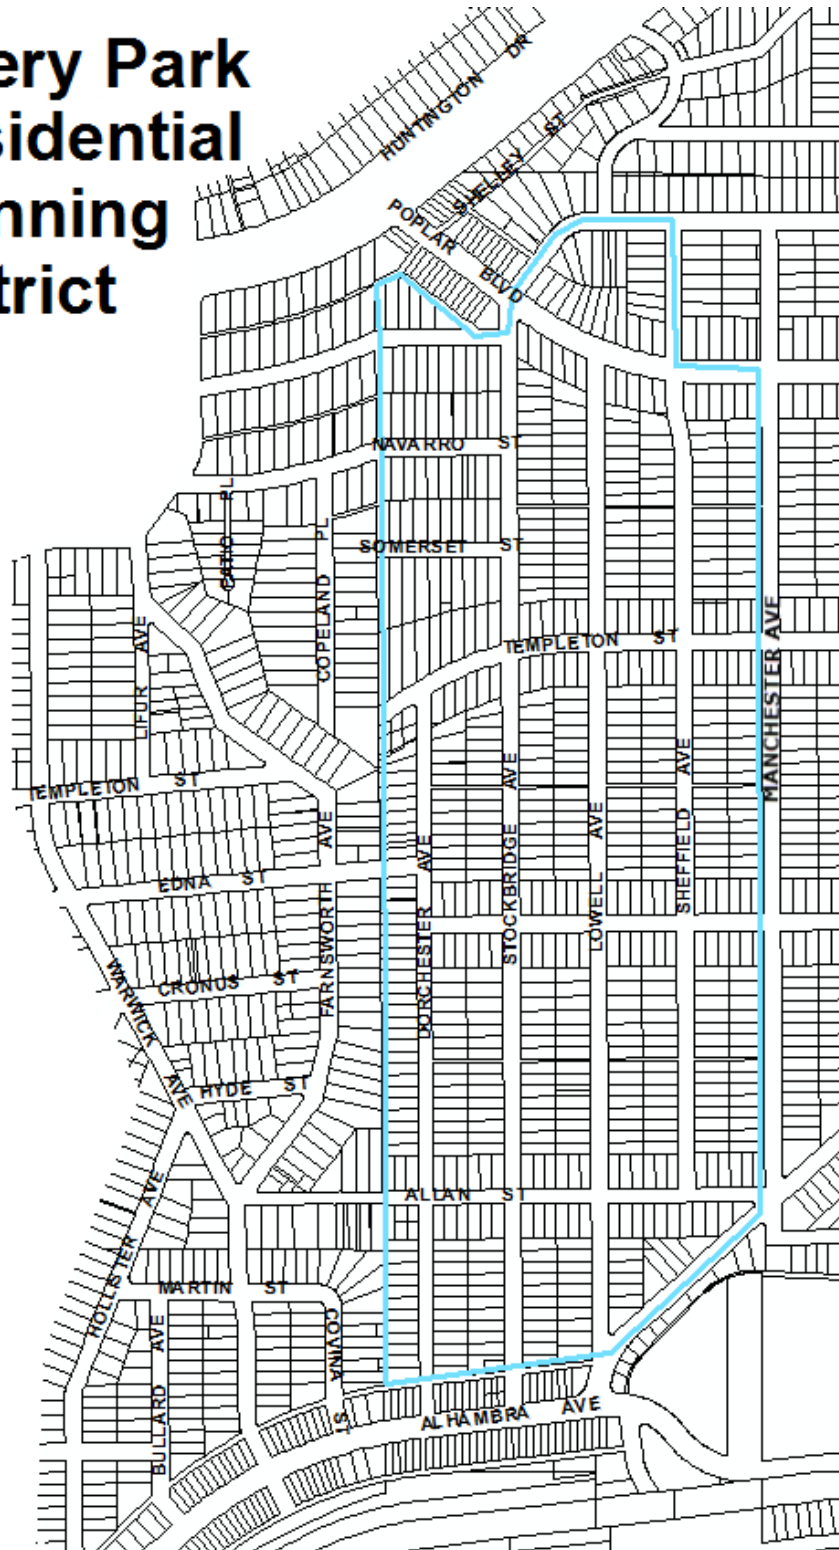 ery Park
sidential
nning
trict
HUNTINGTON DR
SHELLEY ST
POPLAR BLVD
NAVARRO ST
CATIO PL
SOMERSET ST
COPELAND PL
LIFUR AVE
TEMPLETON ST
MANCHESTER AVE
TEMPLETON ST
EDNA ST
FARNSWORTH AVE
DORCHESTER AVE
STOCKBRIDGE AVE
LOWELL AVE
SHEFFIELD AVE
WARWICK AVE
CRONUS ST
HYDE ST
ALLAN ST
HOLLISTER AVE
MARTIN ST
COVINA ST
BULLARD AVE
ALHAMBRA AVE